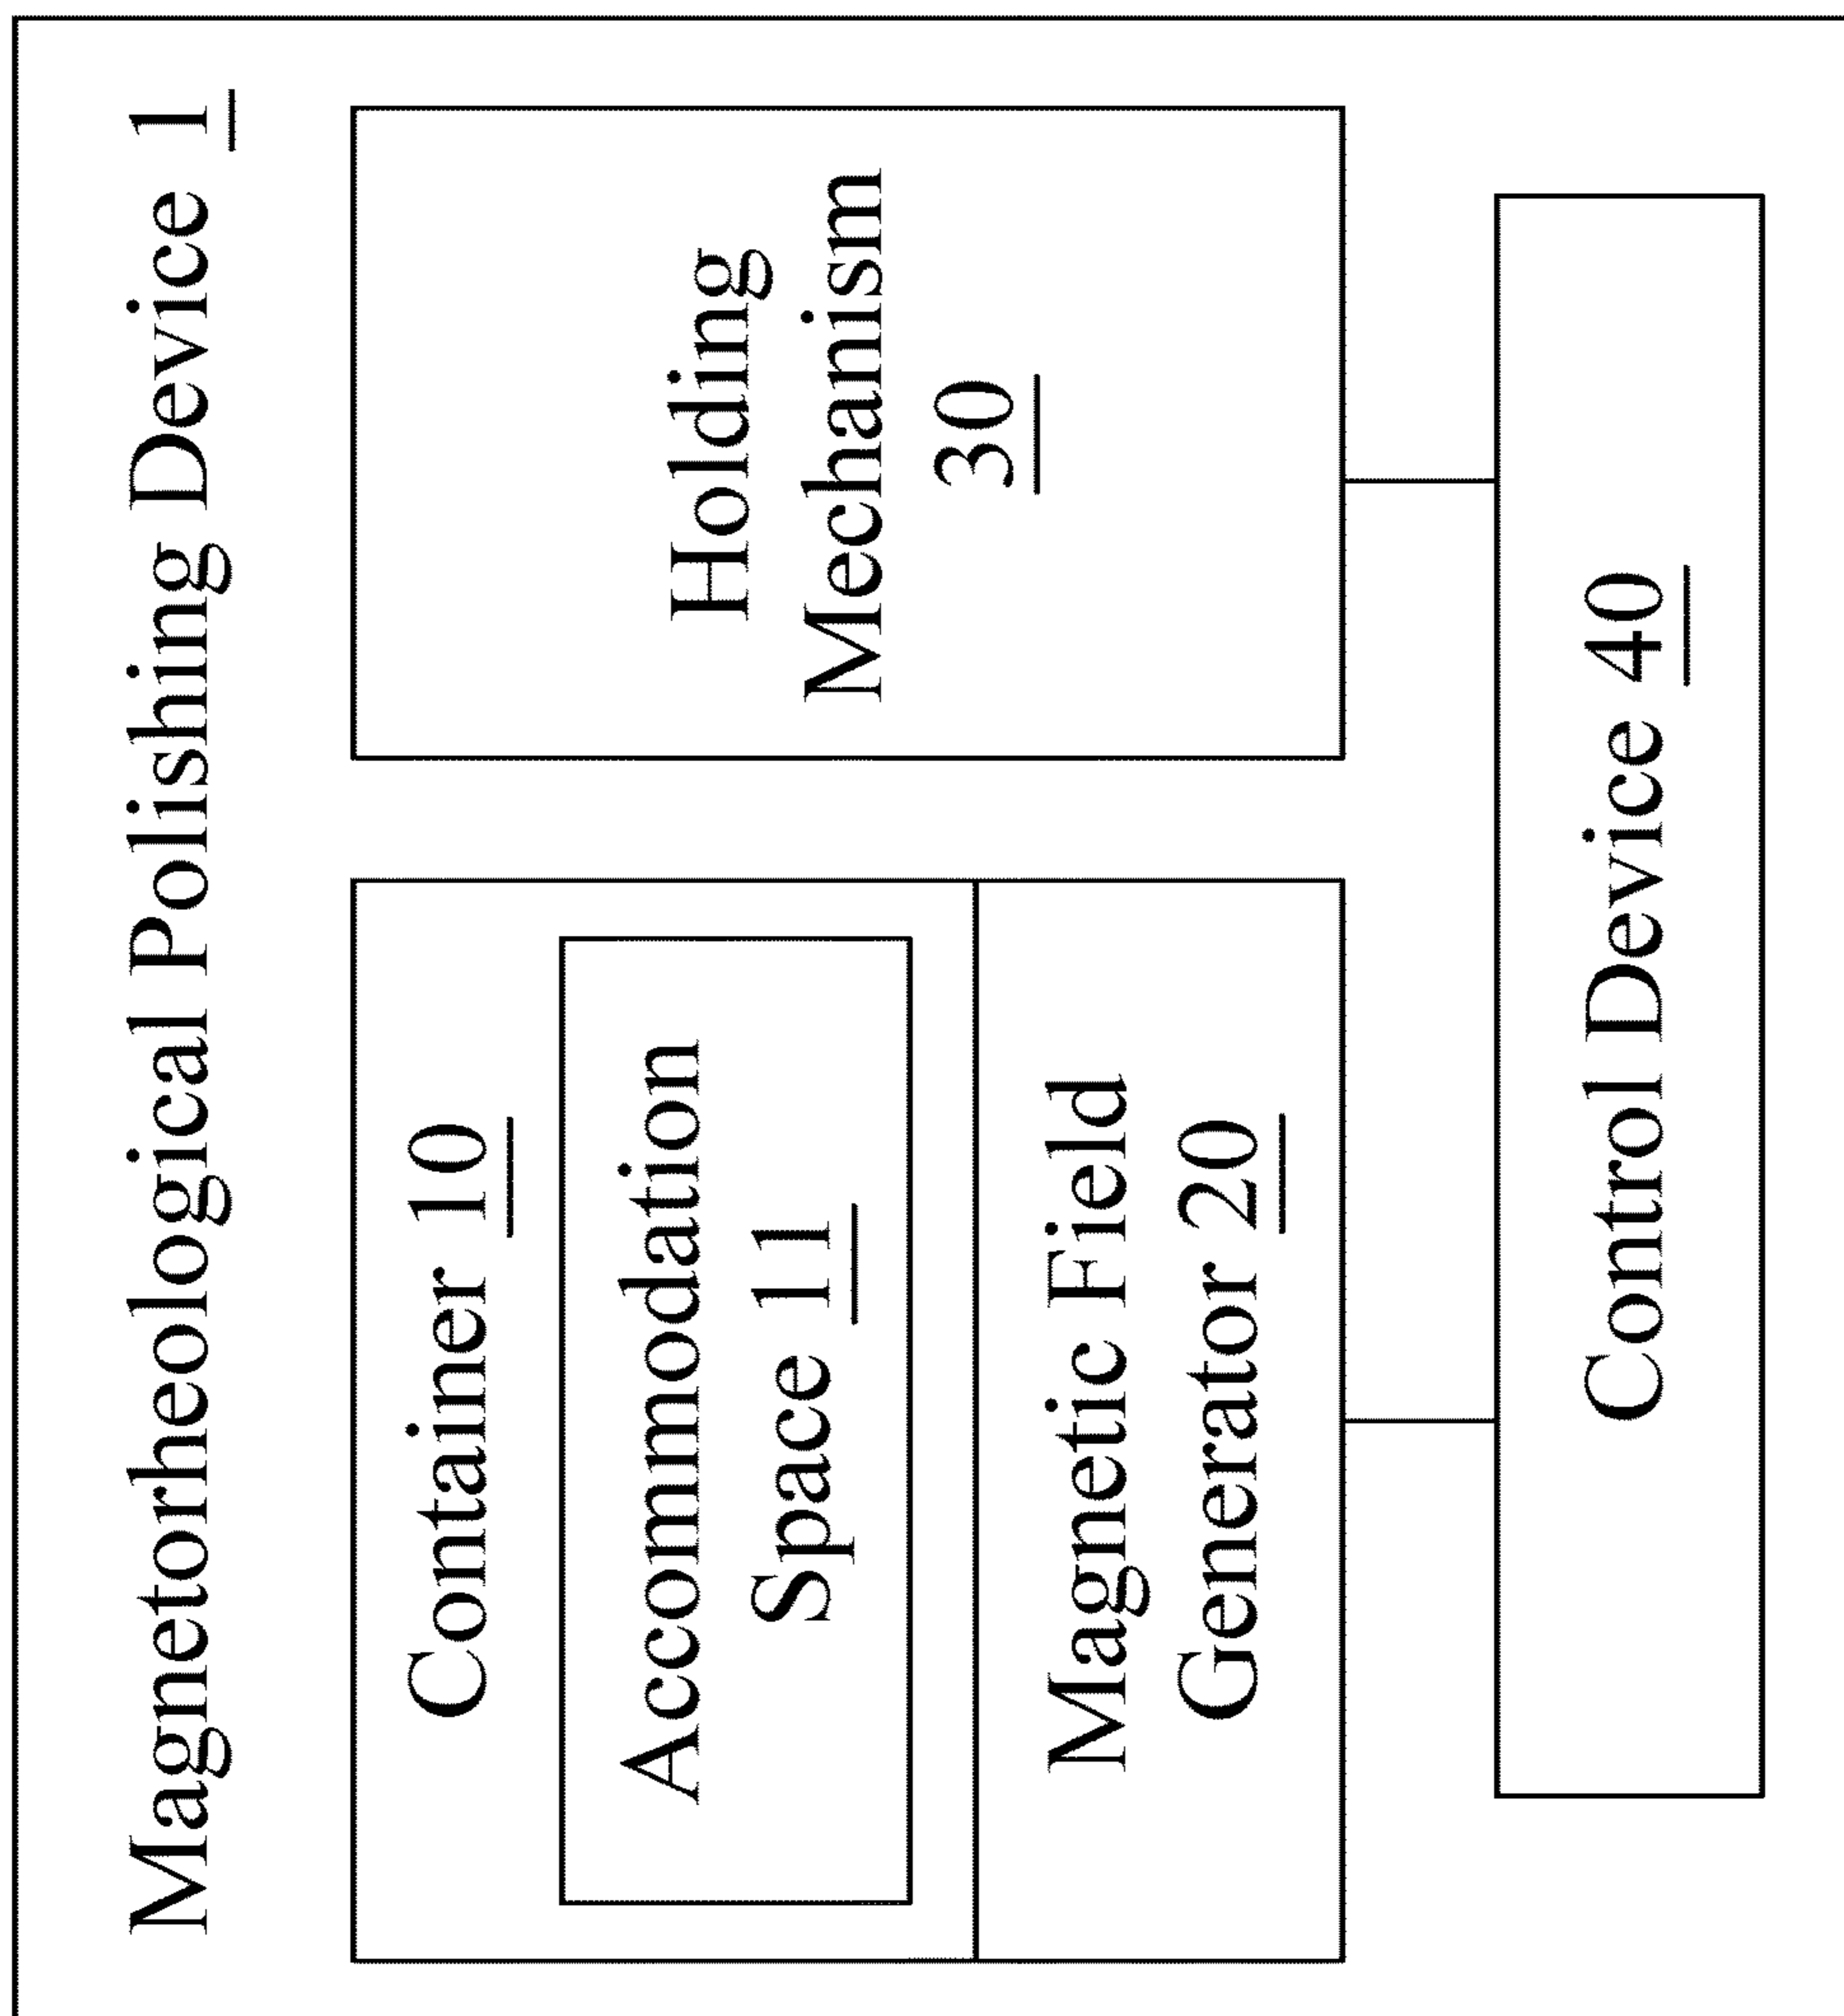 Magnetorheological Polishing Device 1
Container 10
Accommodation
Space 11
Magnetic Field
Generator 20
Holding
Mechanism
30
Control Device 40